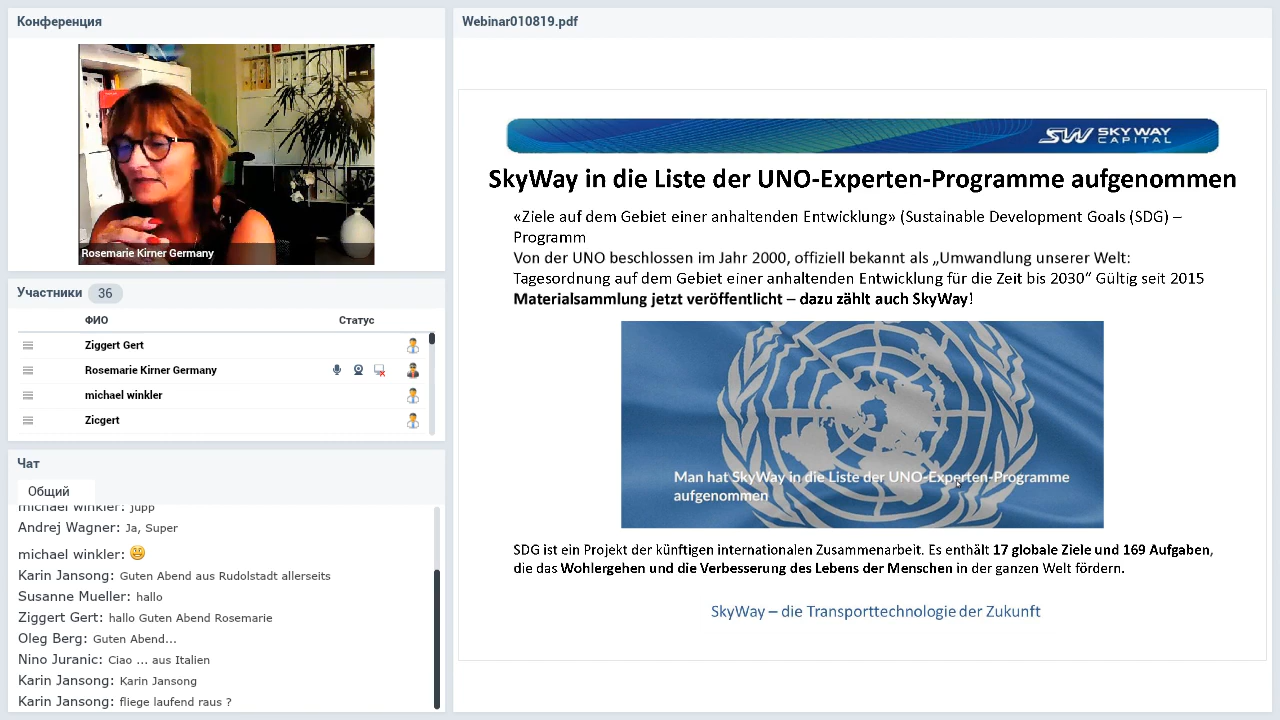 Конференция
Rosemarie Kirner Germany
Участники 36
ФИО Статус
Ziggert Gert
Rosemarie Kirner Germany
michael winkler
Zicgert
Чат
Общий
michael winkler: jupp
Andrej Wagner: Ja, Super
michael winkler:
Karin Jansong: Guten Abend aus Rudolstadt allerseits
Susanne Mueller: hallo
Ziggert Gert: hallo Guten Abend Rosemarie
Oleg Berg: Guten Abend...
Nino Juranic: Ciao ... aus Italien
Karin Jansong: Karin Jansong
Karin Jansong: fliege laufend raus ?
Webinar010819.pdf
SW SKY WAY
CAPITAL
SkyWay in die Liste der UNO-Experten-Programme aufgenommen
«Ziele auf dem Gebiet einer anhaltenden Entwicklung» (Sustainable Development Goals (SDG) –
Programm
Von der UNO beschlossen im Jahr 2000, offiziell bekannt als „Umwandlung unserer Welt:
Tagesordnung auf dem Gebiet einer anhaltenden Entwicklung für die Zeit bis 2030“ Gültig seit 2015
Materialsammlung jetzt veröffentlicht – dazu zählt auch SkyWay!
Man hat SkyWay in die Liste der UNO-Experten-Programme
aufgenommen
SDG ist ein Projekt der künftigen internationalen Zusammenarbeit. Es enthält 17 globale Ziele und 169 Aufgaben,
die das Wohlergehen und die Verbesserung des Lebens der Menschen in der ganzen Welt fördern.
SkyWay – die Transporttechnologie der Zukunft